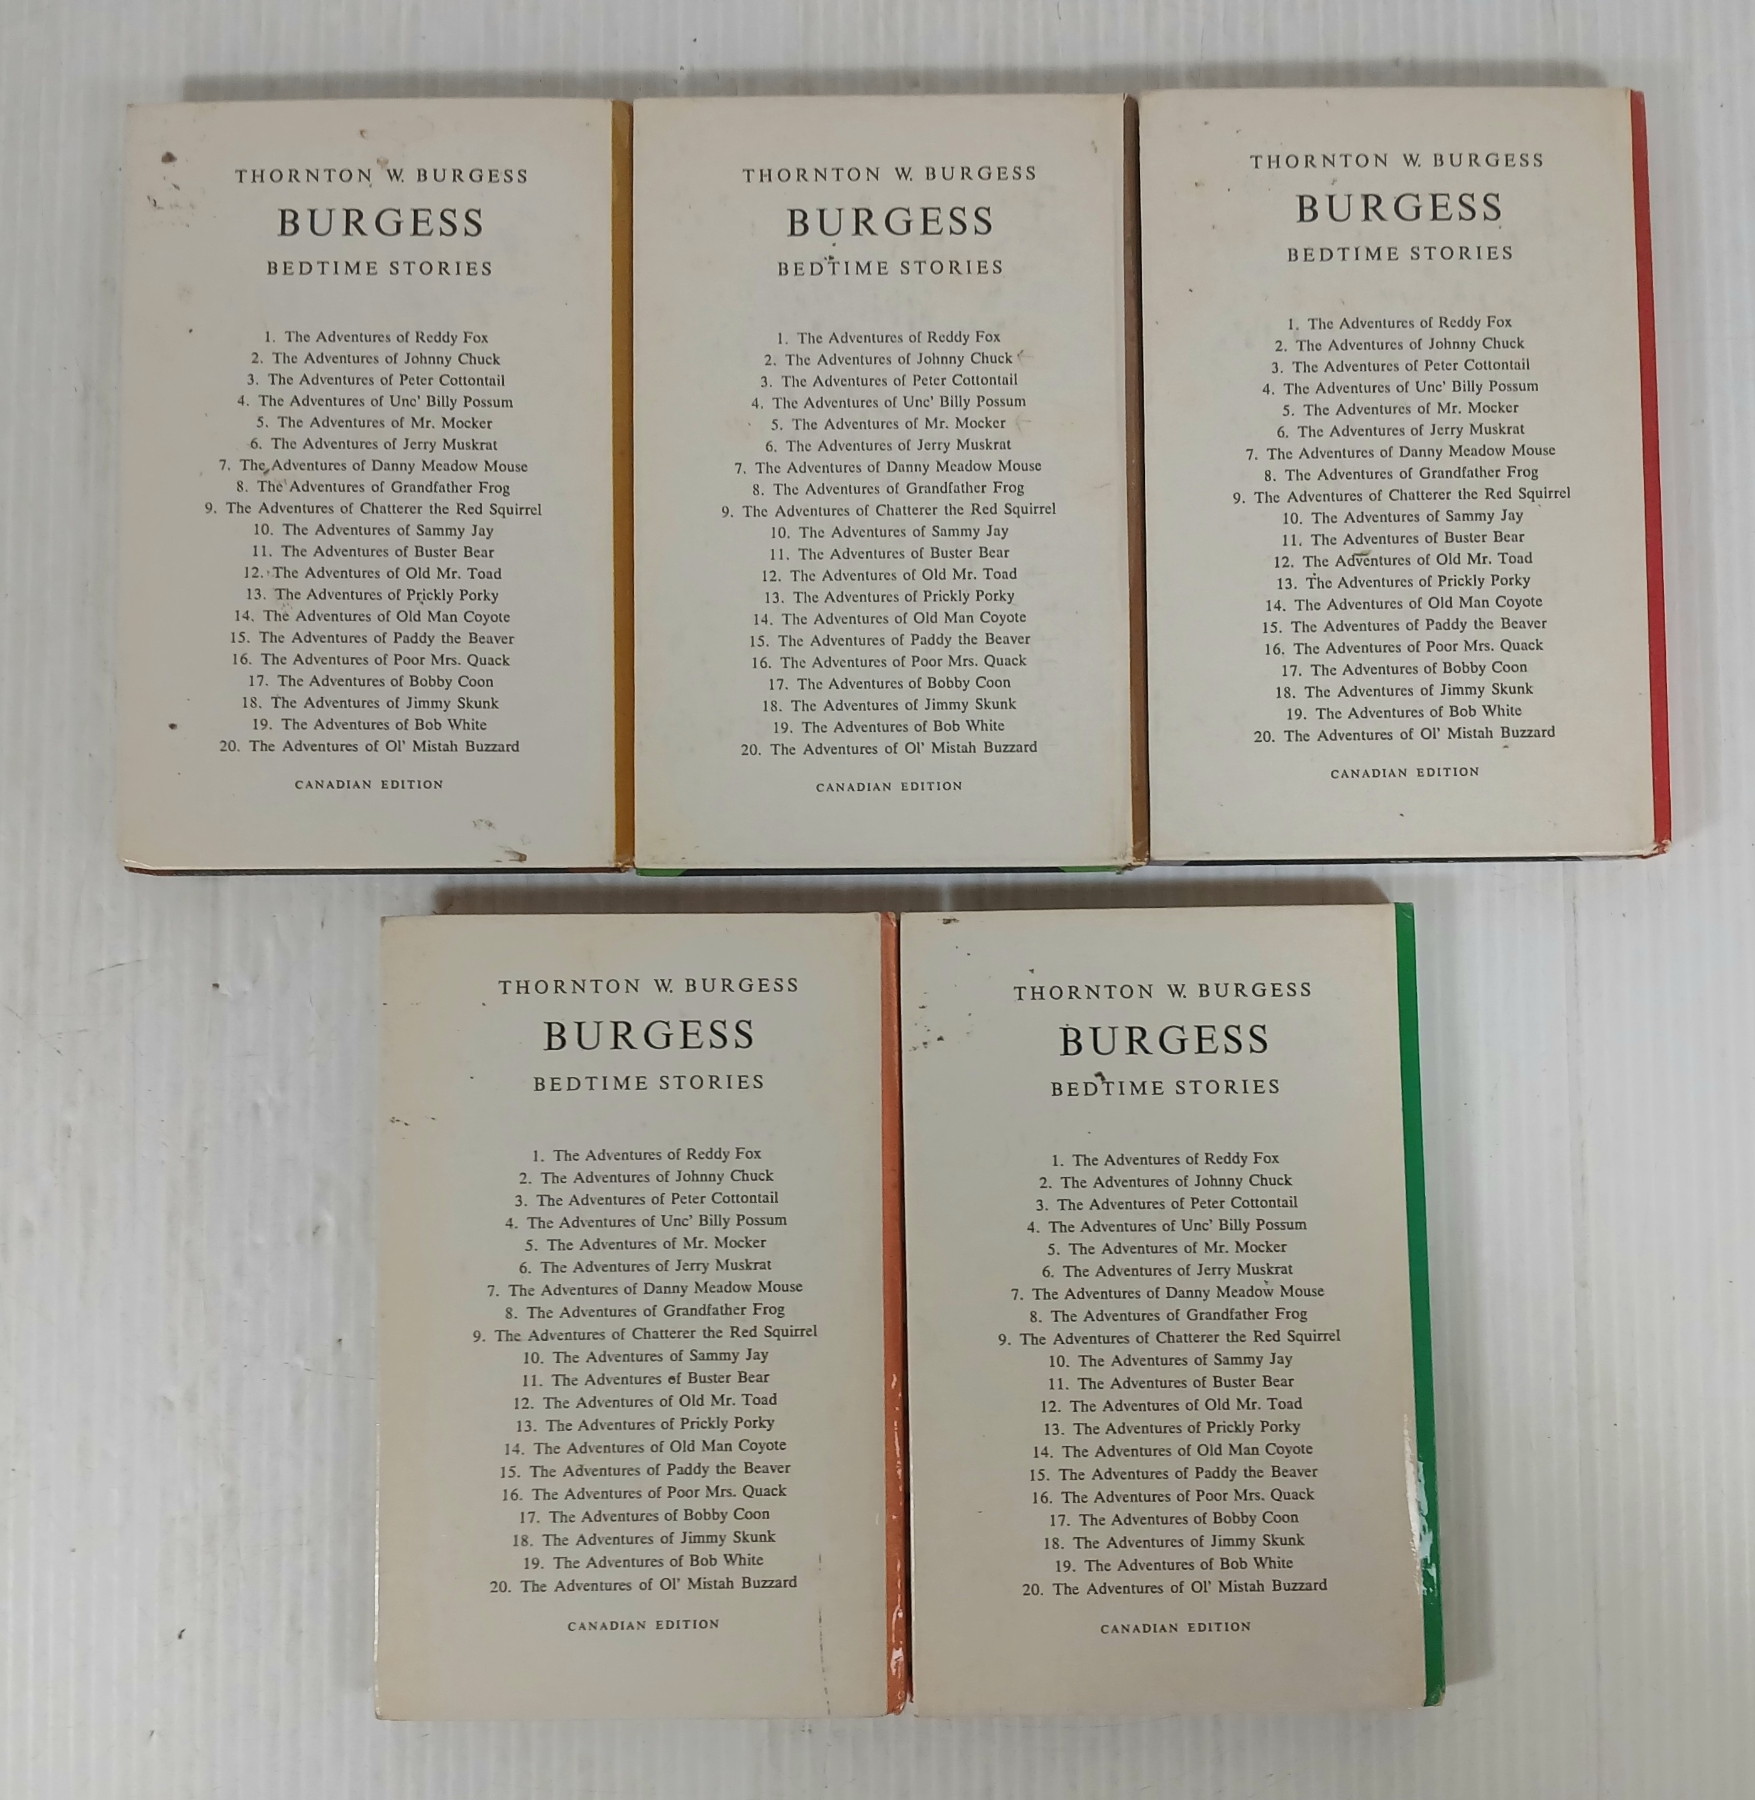 THORNTON W. BURGESS
BURGESS
BEDTIME STORIES
1. The Adventures of Reddy Fox
2. The Adventures of Johnny Chuck
3. The Adventures of Peter Cottontail
4. The Adventures of Unc' Billy Possum
5. The Adventures of Mr. Mocker
6. The Adventures of Jerry Muskrat
7. The Adventures of Danny Meadow Mouse
8. The Adventures of Grandfather Frog
9. The Adventures of Chatterer the Red Squirrel
10. The Adventures of Sammy Jay
11. The Adventures of Buster Bear
12. The Adventures of Old Mr. Toad
13. The Adventures of Prickly Porky
14. The Adventures of Old Man Coyote
15. The Adventures of Paddy the Beaver
16. The Adventures of Poor Mrs. Quack
17. The Adventures of Bobby Coon
18. The Adventures of Jimmy Skunk
19. The Adventures of Bob White
20. The Adventures of Ol' Mistah Buzzard
CANADIAN EDITION
THORNTON W. BURGESS
BURGESS
BEDTIME STORIES
1. The Adventures of Reddy Fox
2. The Adventures of Johnny Chuck
3. The Adventures of Peter Cottontail
4. The Adventures of Unc' Billy Possum
5. The Adventures of Mr. Mocker
6. The Adventures of Jerry Muskrat
7. The Adventures of Danny Meadow Mouse
8. The Adventures of Grandfather Frog
9. The Adventures of Chatterer the Red Squirrel
10. The Adventures of Sammy Jay
11. The Adventures of Buster Bear
12. The Adventures of Old Mr. Toad
13. The Adventures of Prickly Porky
14. The Adventures of Old Man Coyote
15. The Adventures of Paddy the Beaver
16. The Adventures of Poor Mrs. Quack
17. The Adventures of Bobby Coon
18. The Adventures of Jimmy Skunk
19. The Adventures of Bob White
20. The Adventures of Ol' Mistah Buzzard
CANADIAN EDITION
THORNTON W. BURGESS
BURGESS
BEDTIME STORIES
1. The Adventures of Reddy Fox
2. The Adventures of Johnny Chuck
3. The Adventures of Peter Cottontail
4. The Adventures of Unc' Billy Possum
5. The Adventures of Mr. Mocker
6. The Adventures of Jerry Muskrat
7. The Adventures of Danny Meadow Mouse
8. The Adventures of Grandfather Frog
9. The Adventures of Chatterer the Red Squirrel
10. The Adventures of Sammy Jay
11. The Adventures of Buster Bear
12. The Adventures of Old Mr. Toad
13. The Adventures of Prickly Porky
14. The Adventures of Old Man Coyote
15. The Adventures of Paddy the Beaver
16. The Adventures of Poor Mrs. Quack
17. The Adventures of Bobby Coon
18. The Adventures of Jimmy Skunk
19. The Adventures of Bob White
20. The Adventures of Ol' Mistah Buzzard
CANADIAN EDITION
THORNTON W. BURGESS
BURGESS
BEDTIME STORIES
1. The Adventures of Reddy Fox
2. The Adventures of Johnny Chuck
3. The Adventures of Peter Cottontail
4. The Adventures of Unc' Billy Possum
5. The Adventures of Mr. Mocker
6. The Adventures of Jerry Muskrat
7. The Adventures of Danny Meadow Mouse
8. The Adventures of Grandfather Frog
9. The Adventures of Chatterer the Red Squirrel
10. The Adventures of Sammy Jay
11. The Adventures of Buster Bear
12. The Adventures of Old Mr. Toad
13. The Adventures of Prickly Porky
14. The Adventures of Old Man Coyote
15. The Adventures of Paddy the Beaver
16. The Adventures of Poor Mrs. Quack
17. The Adventures of Bobby Coon
18. The Adventures of Jimmy Skunk
19. The Adventures of Bob White
20. The Adventures of Ol' Mistah Buzzard
CANADIAN EDITION
THORNTON W. BURGESS
BURGESS
BEDTIME STORIES
1. The Adventures of Reddy Fox
2. The Adventures of Johnny Chuck
3. The Adventures of Peter Cottontail
4. The Adventures of Unc' Billy Possum
5. The Adventures of Mr. Mocker
6. The Adventures of Jerry Muskrat
7. The Adventures of Danny Meadow Mouse
8. The Adventures of Grandfather Frog
9. The Adventures of Chatterer the Red Squirrel
10. The Adventures of Sammy Jay
11. The Adventures of Buster Bear
12. The Adventures of Old Mr. Toad
13. The Adventures of Prickly Porky
14. The Adventures of Old Man Coyote
15. The Adventures of Paddy the Beaver
16. The Adventures of Poor Mrs. Quack
17. The Adventures of Bobby Coon
18. The Adventures of Jimmy Skunk
19. The Adventures of Bob White
20. The Adventures of Ol' Mistah Buzzard
CANADIAN EDITION